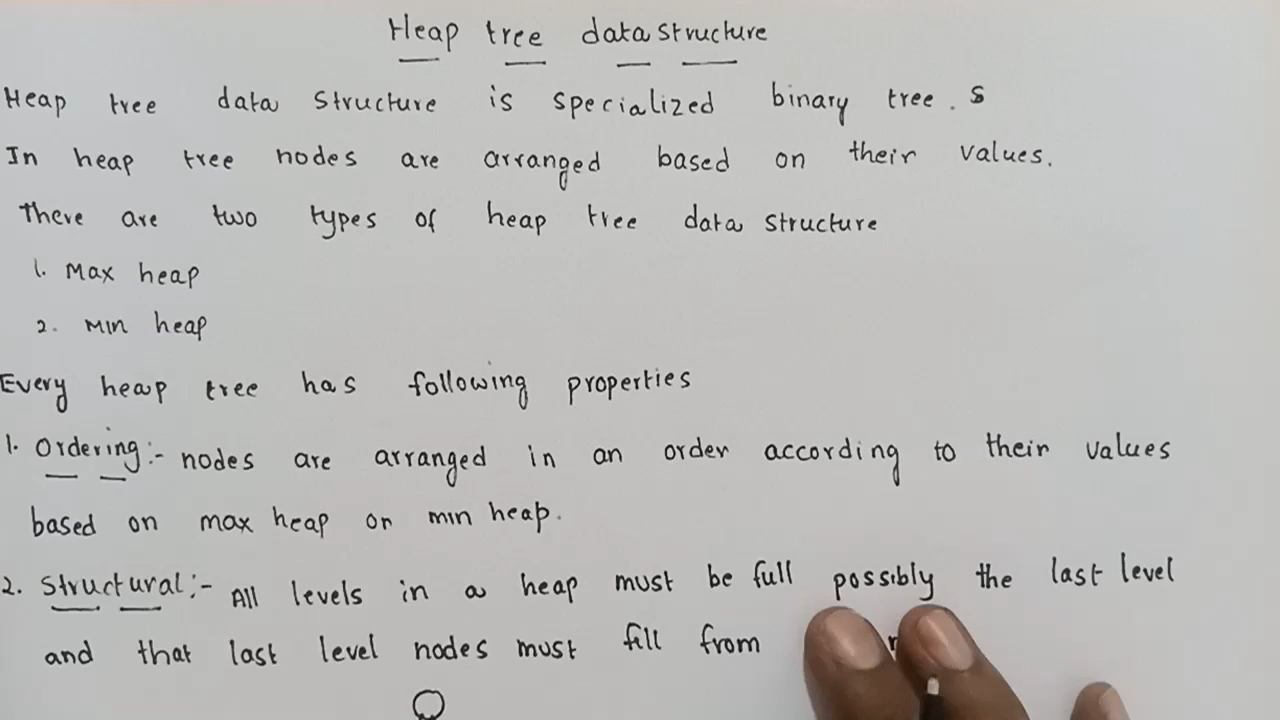 Heap tree data structure
Heap tree data structure is specialized binary tree. s
In heap tree nodes are arranged based on their values.
There are two types of heap tree data structure
1. Max heap
2. Min heap
Every heap tree has following properties
1. Ordering:- nodes are arranged in an order according to their values
based on max heap or min heap.
2. Structural:- All levels in a heap must be full possibly the last level
and that last level nodes must fill from